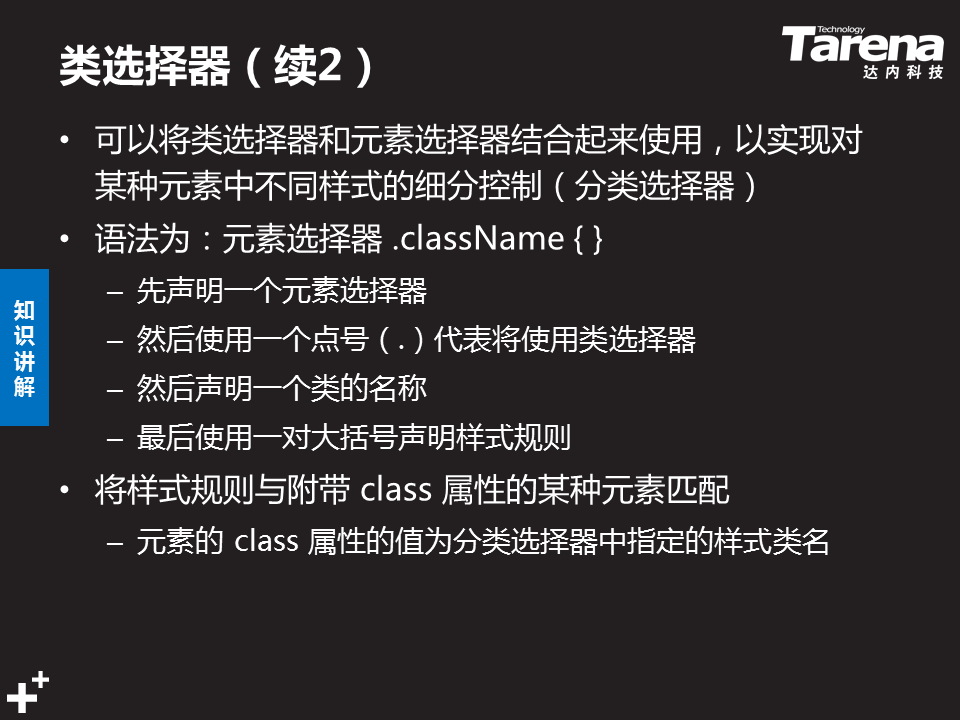 类选择器（续2）
Technology
Tarena
达内科技
• 可以将类选择器和元素选择器结合起来使用，以实现对
某种元素中不同样式的细分控制（分类选择器）
• 语法为：元素选择器 .className { }
– 先声明一个元素选择器
– 然后使用一个点号（.）代表将使用类选择器
– 然后声明一个类的名称
– 最后使用一对大括号声明样式规则
• 将样式规则与附带 class 属性的某种元素匹配
– 元素的 class 属性的值为分类选择器中指定的样式类名
知识讲解